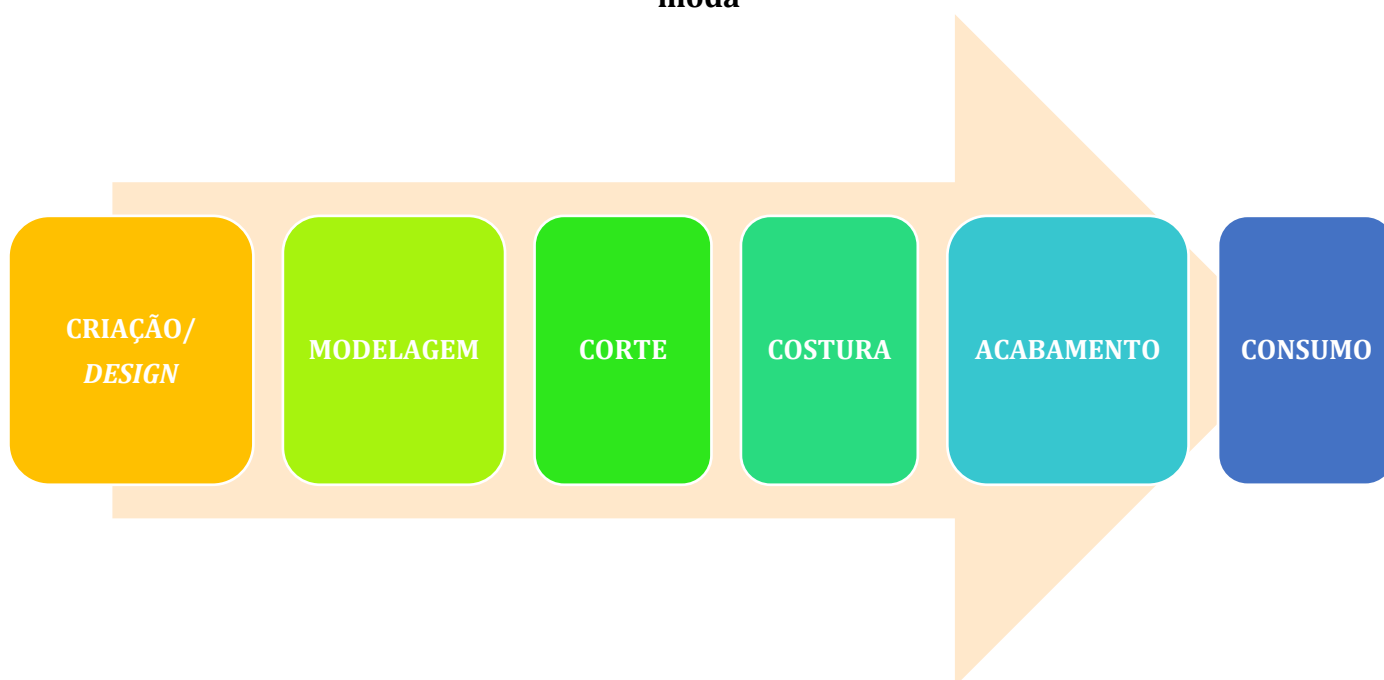 moda
CRIAÇÃO/
DESIGN
MODELAGEM
CORTE
COSTURA
ACABAMENTO
CONSUMO